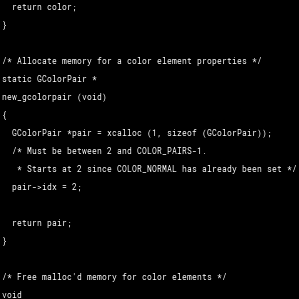 return color;
}
/* Allocate memory for a color element properties */
static GColorPair *
new_gcolorpair (void)
{
GColorPair *pair = xcalloc (1, sizeof (GColorPair));
/* Must be between 2 and COLOR_PAIRS-1.
* Starts at 2 since COLOR_NORMAL has already been set */
pair->idx = 2;
return pair;
}
/* Free malloc'd memory for color elements */
void